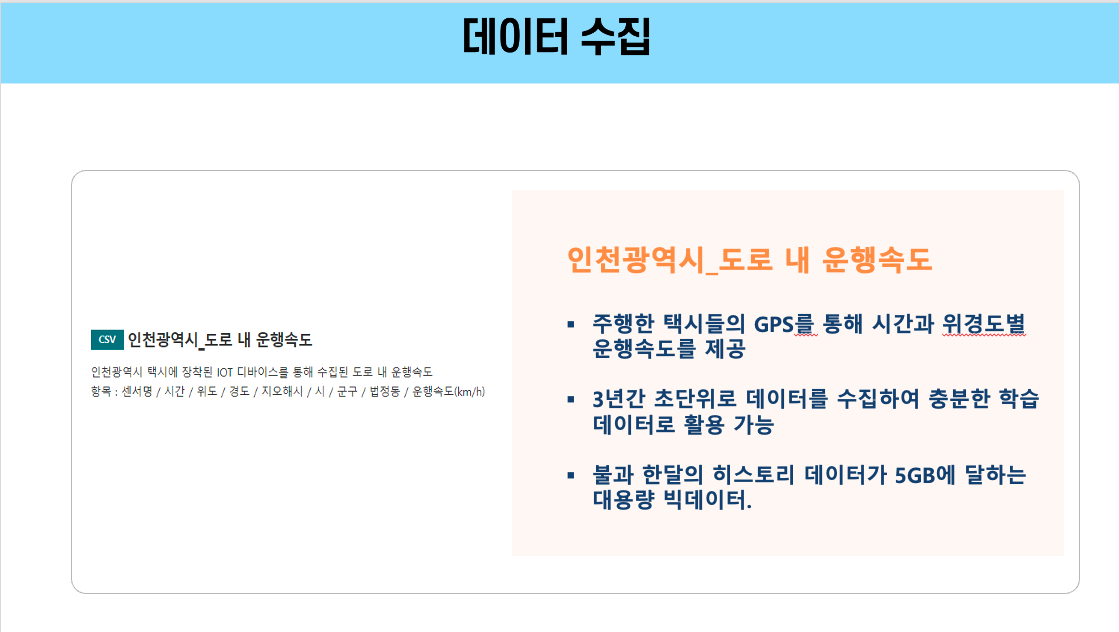 데이터 수집
CSV 인천광역시_도로 내 운행속도
인천광역시 택시에 장착된 IOT 디바이스를 통해 수집된 도로 내 운행속도
항목 : 센서명 / 시간 / 위도 / 경도 / 지오해시 / 시 / 군구 / 법정동 / 운행속도(km/h)
인천광역시_도로 내 운행속도
▪ 주행한 택시들의 GPS를 통해 시간과 위경도별
운행속도를 제공
▪ 3년간 초단위로 데이터를 수집하여 충분한 학습
데이터로 활용 가능
▪ 불과 한달의 히스토리 데이터가 5GB에 달하는
대용량 빅데이터.